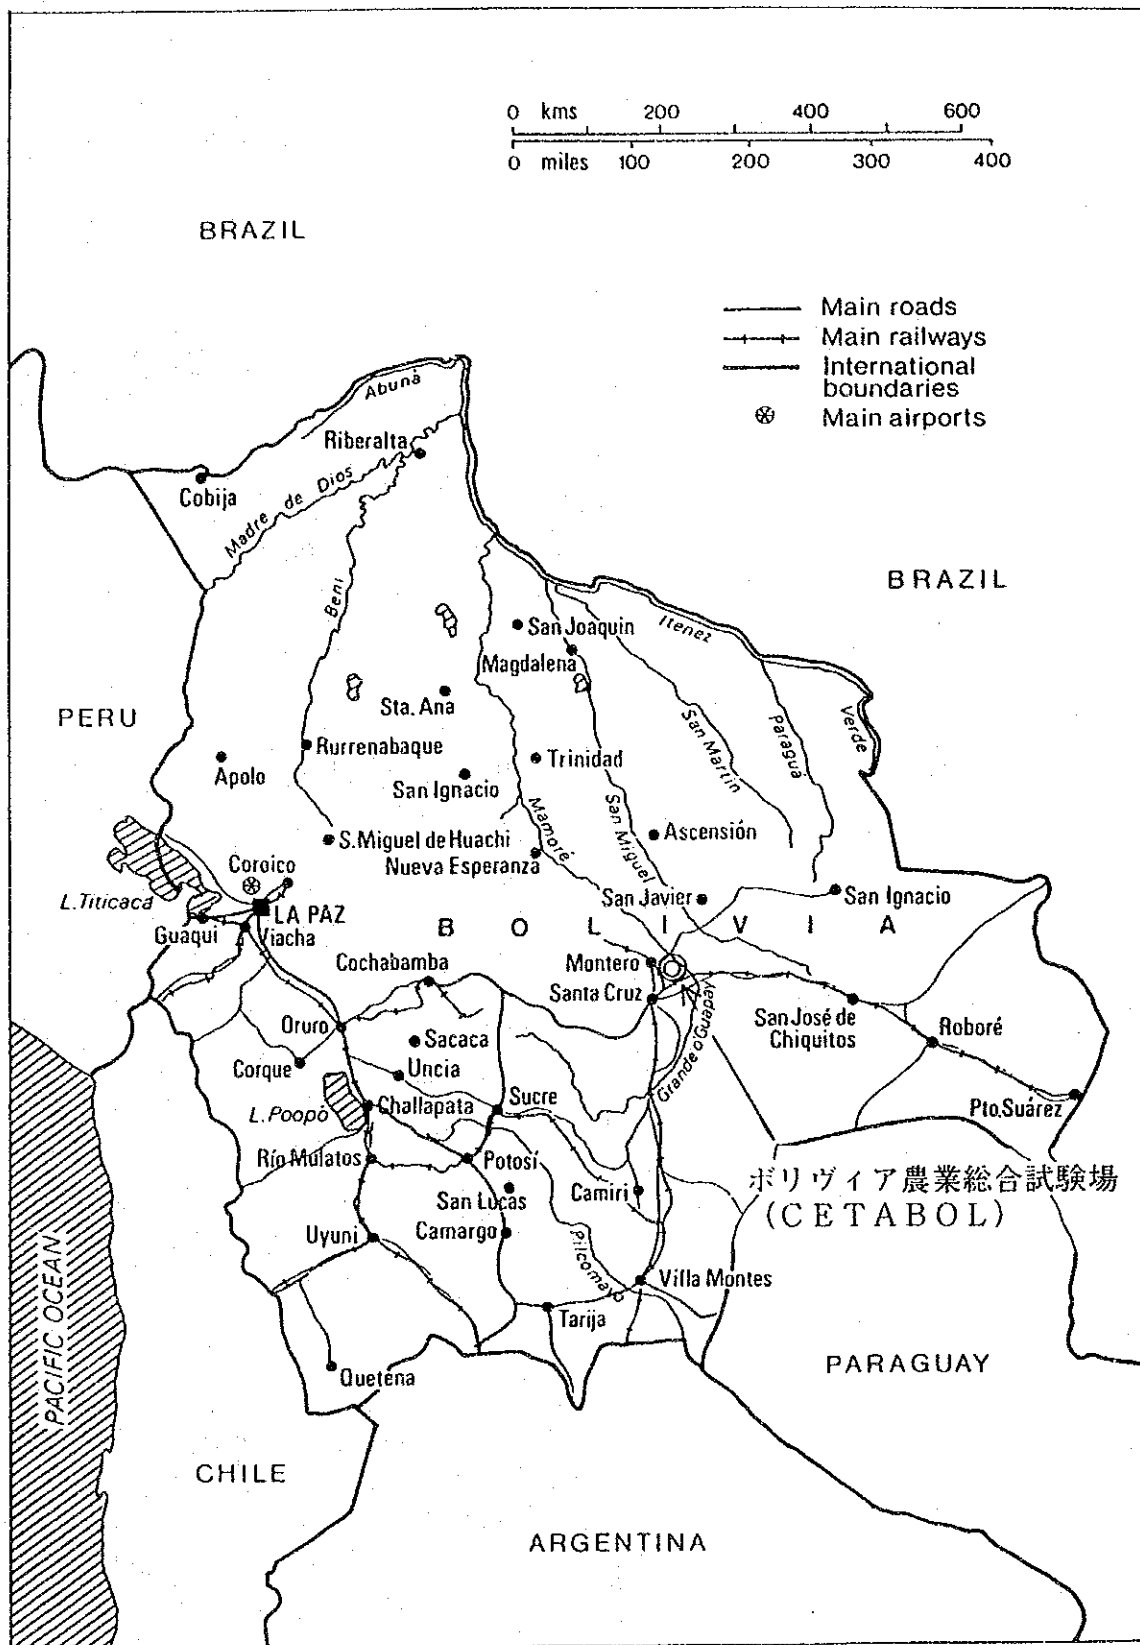 0 kms 200 400 600
0 miles 100 200 300 400
BRAZIL
Main roads
Main railways
International
boundaries
Main airports
Abuná
Riberalta
Cobija
Madre de Dios
Beni
BRAZIL
San Joaquin
Itenez
Magdalena
Sta. Ana
PERU
San Martin
Paraguá
Verde
Rurrenabaque
Trinidad
Apolo
San Ignacio
Mamoré
San Miguel
S. Miguel de Huachi
Ascensión
Nueva Esperanza
Coroico
L. Titicaca
San Javier
San Ignacio
LA PAZ
BOLIVIA
Guaqui
Viacha
Cochabamba
Montero
Santa Cruz
Grande o'Guapay
San José de
Chiquitos
Oruro
Sacaca
Roboré
Corque
Uncia
L. Poopó
Challapata
Sucre
Pto. Suárez
Río Mulatos
Potosí
ボリヴィア農業総合試験場
(CETABOL)
San Lucas
Camiri
Uyuni
Camargo
Pilcomayo
Villa Montes
Tarija
PACIFIC OCEAN
Quetena
PARAGUAY
CHILE
ARGENTINA